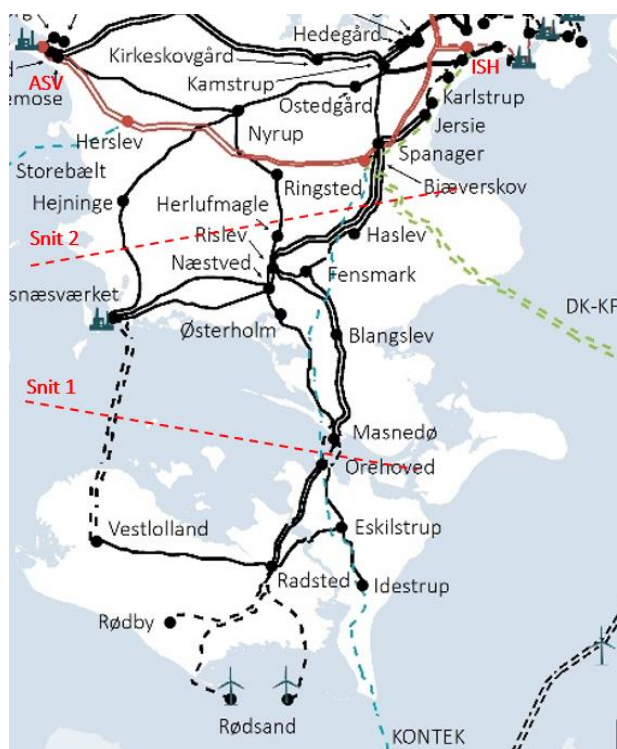 Hedegård
Kirkeskovgård
ASV
Kamstrup
ISH
emose
Ostedgård
Karlstrup
Nyrup
Jersie
Herslev
Spanager
Storebælt
Ringsted
Bjæverskov
Hejninge
Herlufmagle
Snit 2
Rislev
Haslev
Næstved
Fensmark
snæsværket
DK-KF
Østerholm
Blangslev
Snit 1
Masnedø
Orehoved
Vestlolland
Eskilstrup
Radsted
Idestrup
Rødby
Rødsand
KONTEK